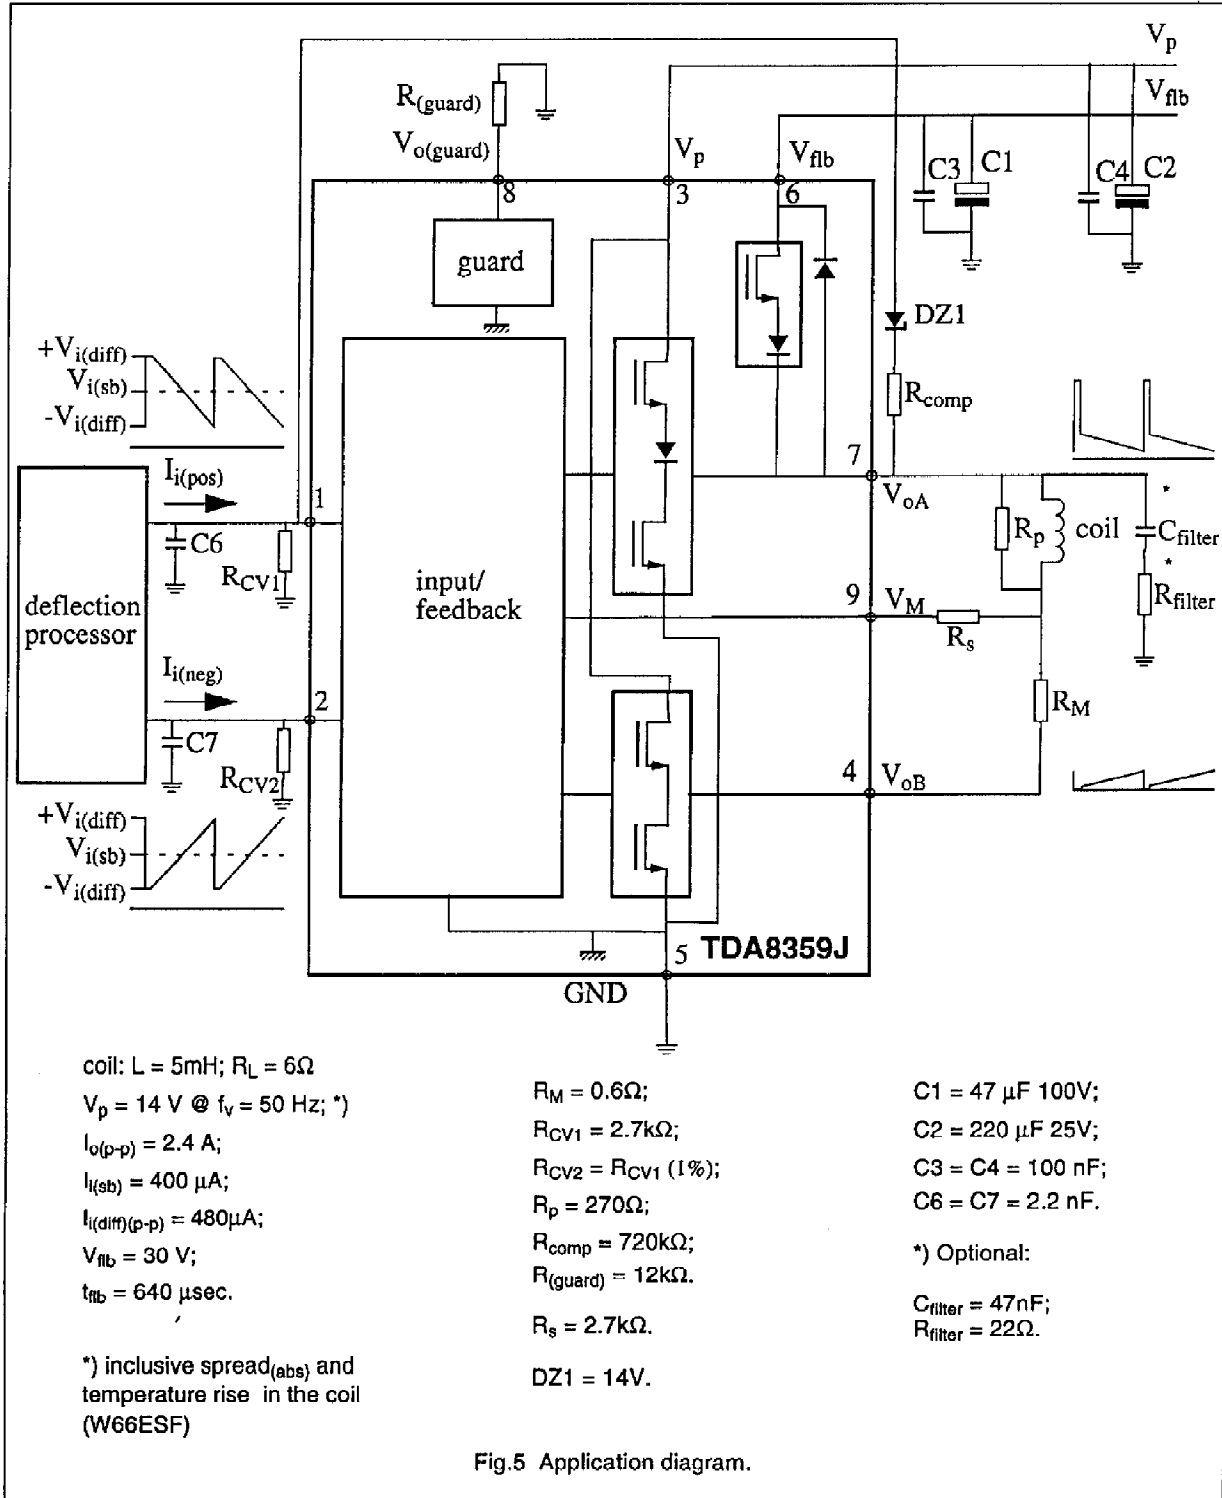 Vp
Vflb
R(guard)
Vo(guard)
Vp
Vflb
C3
C1
C4
C2
8
3
6
guard
DZ1
+Vi(diff)
Vi(sb)
-Vi(diff)
Rcomp
Ii(pos)
1
7
VoA
*
C6
RCV1
Rp
coil
Cfilter
*
input/
feedback
9
VM
Rs
Rfilter
deflection
processor
Ii(neg)
2
RM
C7
RCV2
4
VoB
+Vi(diff)
Vi(sb)
-Vi(diff)
5
TDA8359J
GND
coil: L = 5mH; RL = 6Ω
Vp = 14 V @ fv = 50 Hz; *)
Io(p-p) = 2.4 A;
Ii(sb) = 400 µA;
Ii(diff)(p-p) = 480µA;
Vflb = 30 V;
tflb = 640 µsec.
*) inclusive spread(abs) and
temperature rise in the coil
(W66ESF)
RM = 0.6Ω;
RCV1 = 2.7kΩ;
RCV2 = RCV1 (1%);
Rp = 270Ω;
Rcomp = 720kΩ;
R(guard) = 12kΩ.
Rs = 2.7kΩ.
DZ1 = 14V.
C1 = 47 µF 100V;
C2 = 220 µF 25V;
C3 = C4 = 100 nF;
C6 = C7 = 2.2 nF.
*) Optional:
Cfilter = 47nF;
Rfilter = 22Ω.
Fig.5 Application diagram.